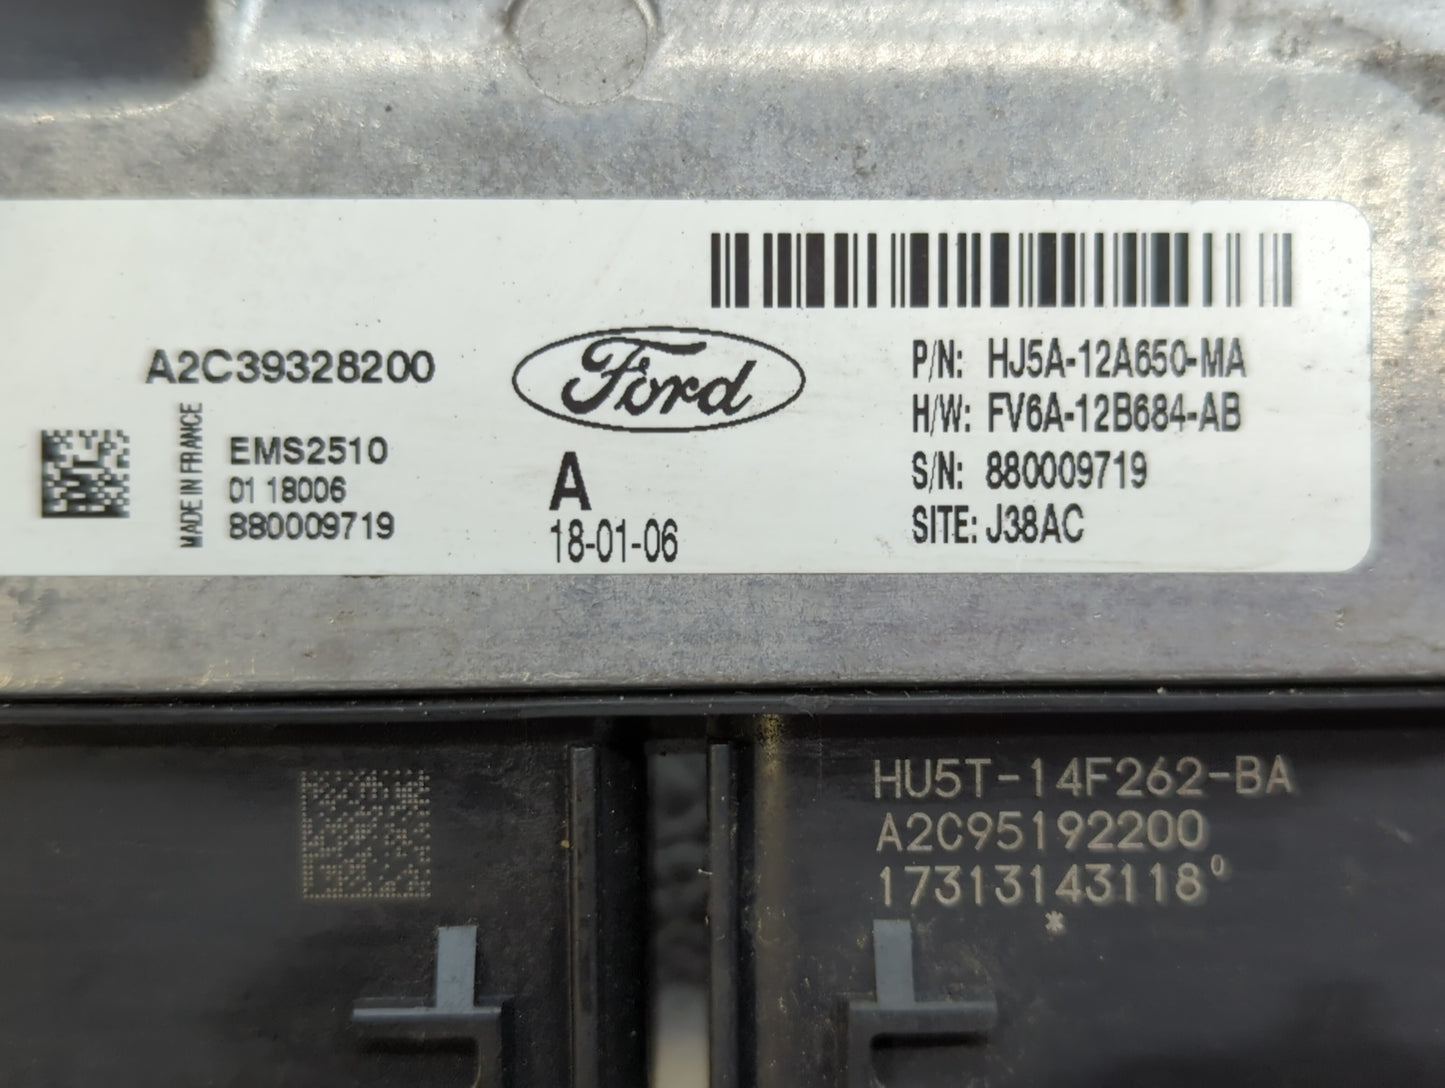 A2C39328200
MADE IN FRANCE
EMS2510
01 18006
880009719
Ford
A
18-01-06
P/N: HJ5A-12A650-MA
H/W: FV6A-12B684-AB
S/N: 880009719
SITE: J38AC
HU5T-14F262-BA
A2C95192200
17313143118⁰
*